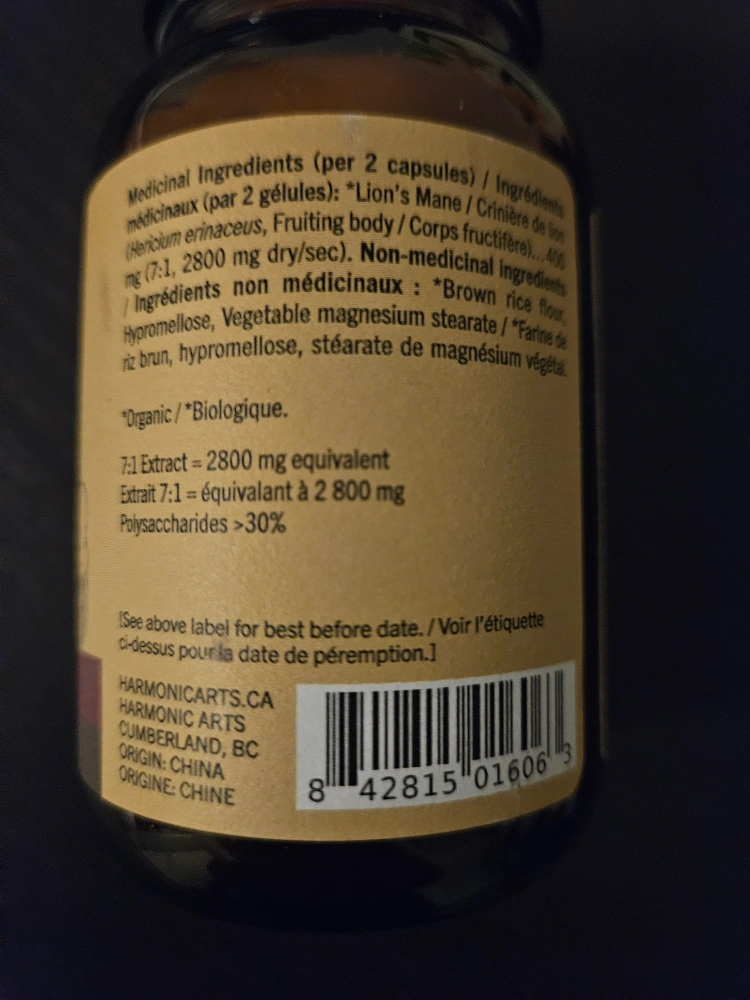 Medicinal Ingredients (per 2 capsules) / Ingrédients
médicinaux (par 2 gélules): *Lion's Mane / Crinière de lion
(Hericium erinaceus, Fruiting body / Corps fructifère)...400
mg (7:1, 2800 mg dry/sec). Non-medicinal ingredients
/ Ingrédients non médicinaux : *Brown rice flour,
Hypromellose, Vegetable magnesium stearate / *Farine de
riz brun, hypromellose, stéarate de magnésium végétal.
*Organic / *Biologique.
7:1 Extract = 2800 mg equivalent
Extrait 7:1 = équivalant à 2 800 mg
Polysaccharides >30%
[See above label for best before date. / Voir l'étiquette
ci-dessus pour la date de péremption.]
HARMONICARTS.CA
HARMONIC ARTS
CUMBERLAND, BC
ORIGIN: CHINA
ORIGINE: CHINE
8 42815 01606 3